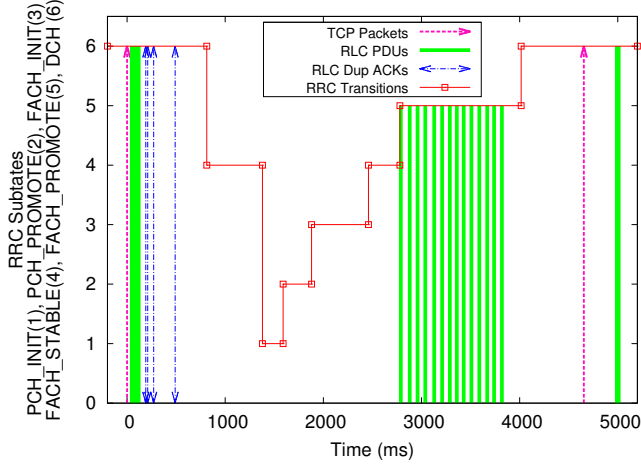 TCP Packets
RLC PDUs
RLC Dup ACKs
RRC Transitions
6
5
4
3
2
1
0
0 1000 2000 3000 4000 5000
Time (ms)
RRC Subtates
PCH_INIT(1), PCH_PROMOTE(2), FACH_INIT(3)
FACH_STABLE(4), FACH_PROMOTE(5), DCH (6)